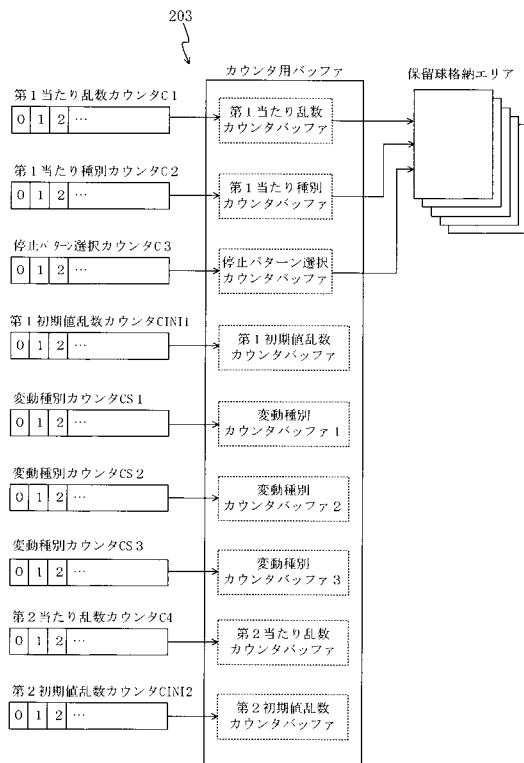 203
カウンタ用バッファ
保留球格納エリア
第1当たり乱数カウンタC1
0 1 2 …
第1当たり乱数
カウンタバッファ
第1当たり種別カウンタC2
0 1 2 …
第1当たり種別
カウンタバッファ
停止パターン選択カウンタC3
0 1 2 …
停止パターン選択
カウンタバッファ
第1初期値乱数カウンタCINI1
0 1 2 …
第1初期値乱数
カウンタバッファ
変動種別カウンタCS1
0 1 2 …
変動種別
カウンタバッファ1
変動種別カウンタCS2
0 1 2 …
変動種別
カウンタバッファ2
変動種別カウンタCS3
0 1 2 …
変動種別
カウンタバッファ3
第2当たり乱数カウンタC4
0 1 2 …
第2当たり乱数
カウンタバッファ
第2初期値乱数カウンタCINI2
0 1 2 …
第2初期値乱数
カウンタバッファ